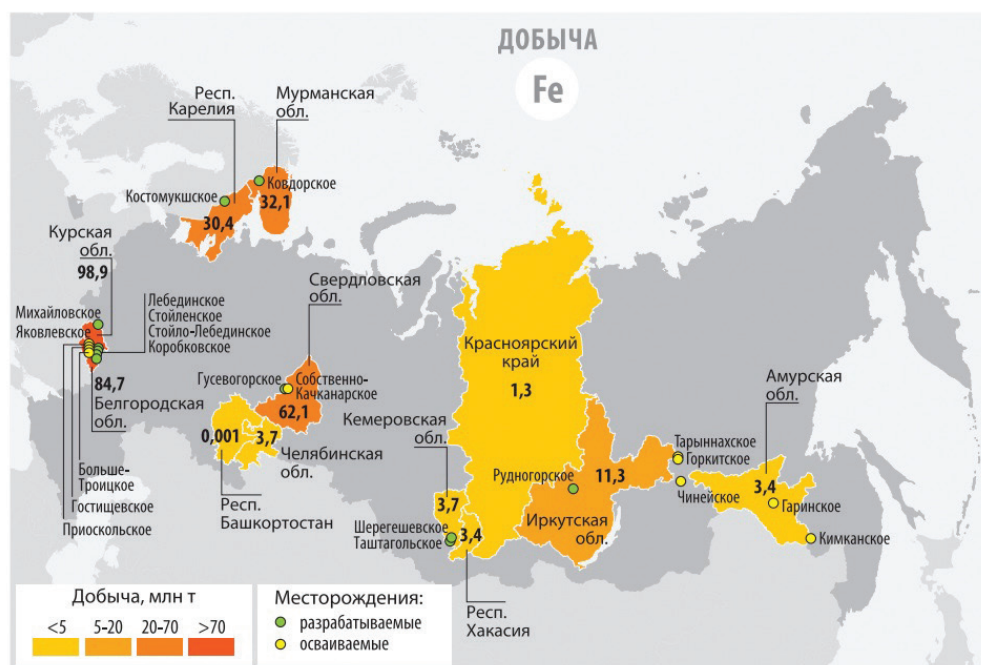 ДОБЫЧА
Fe
Респ.
Карелия
Мурманская
обл.
Костомукшское
Ковдорское
30,4
32,1
Курская
обл.
98,9
Михайловское
Яковлевское
Лебединское
Стойленское
Стойло-Лебединское
Коробковское
84,7
Белгородская
обл.
Больше-
Троицкое
Гостищевское
Приоскольское
Свердловская
обл.
Гусевогорское
Собственно-
Качканарское
62,1
0,001
3,7
Челябинская
обл.
Респ.
Башкортостан
Кемеровская
обл.
3,7
Шерегешевское
Таштагольское
3,4
Респ.
Хакасия
Красноярский
край
1,3
Рудногорское
11,3
Иркутская
обл.
Тарыннахское
Горкитское
Чинейское
Амурская
обл.
3,4
Гаринское
Кимканское
Добыча, млн т
<5 5-20 20-70 >70
Месторождения:
разрабатываемые
осваиваемые